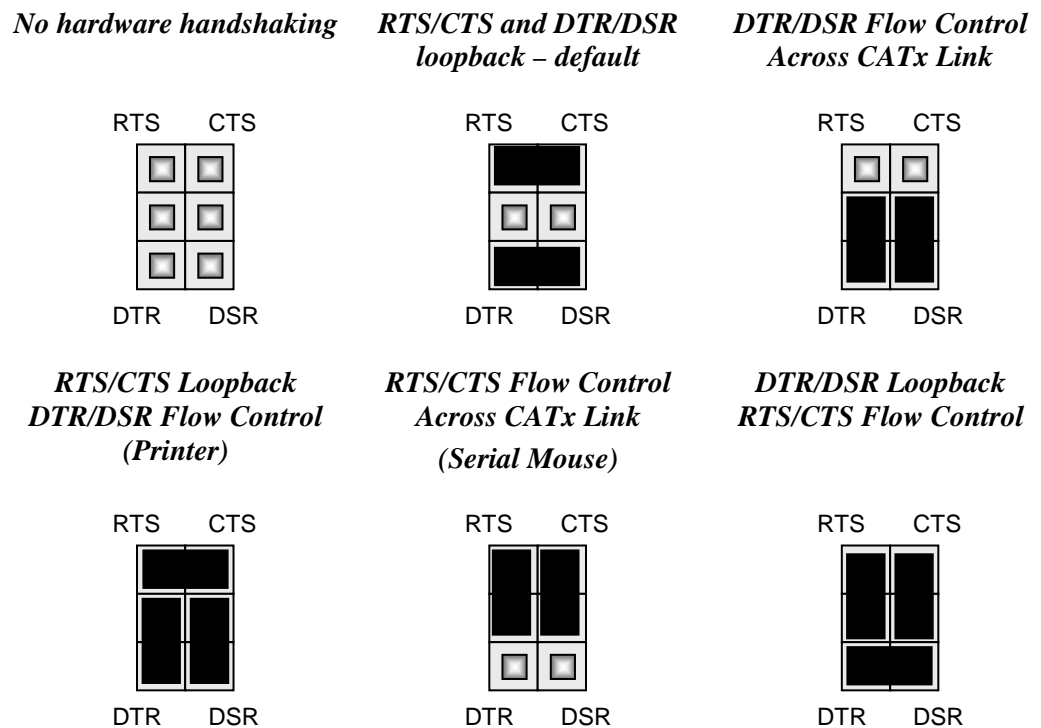 No hardware handshaking
RTS/CTS and DTR/DSR
loopback – default
DTR/DSR Flow Control
Across CATx Link
RTS CTS
RTS CTS
RTS CTS
DTR DSR
DTR DSR
DTR DSR
RTS/CTS Loopback
DTR/DSR Flow Control
(Printer)
RTS/CTS Flow Control
Across CATx Link
(Serial Mouse)
DTR/DSR Loopback
RTS/CTS Flow Control
RTS CTS
RTS CTS
RTS CTS
DTR DSR
DTR DSR
DTR DSR